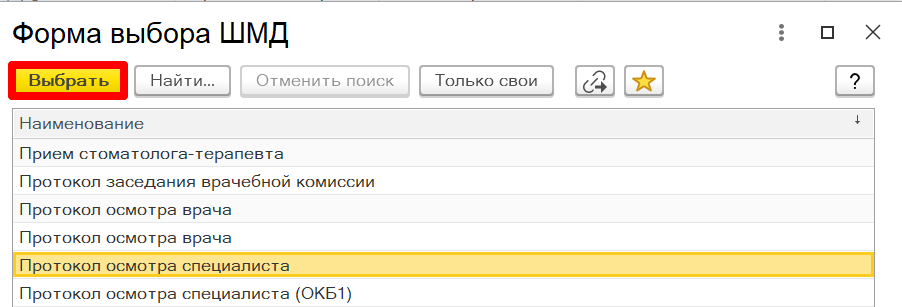 Форма выбора ШМД
Выбрать Найти... Отменить поиск Только свои ?
Наименование ↓
Прием стоматолога-терапевта
Протокол заседания врачебной комиссии
Протокол осмотра врача
Протокол осмотра врача
Протокол осмотра специалиста
Протокол осмотра специалиста (ОКБ1)